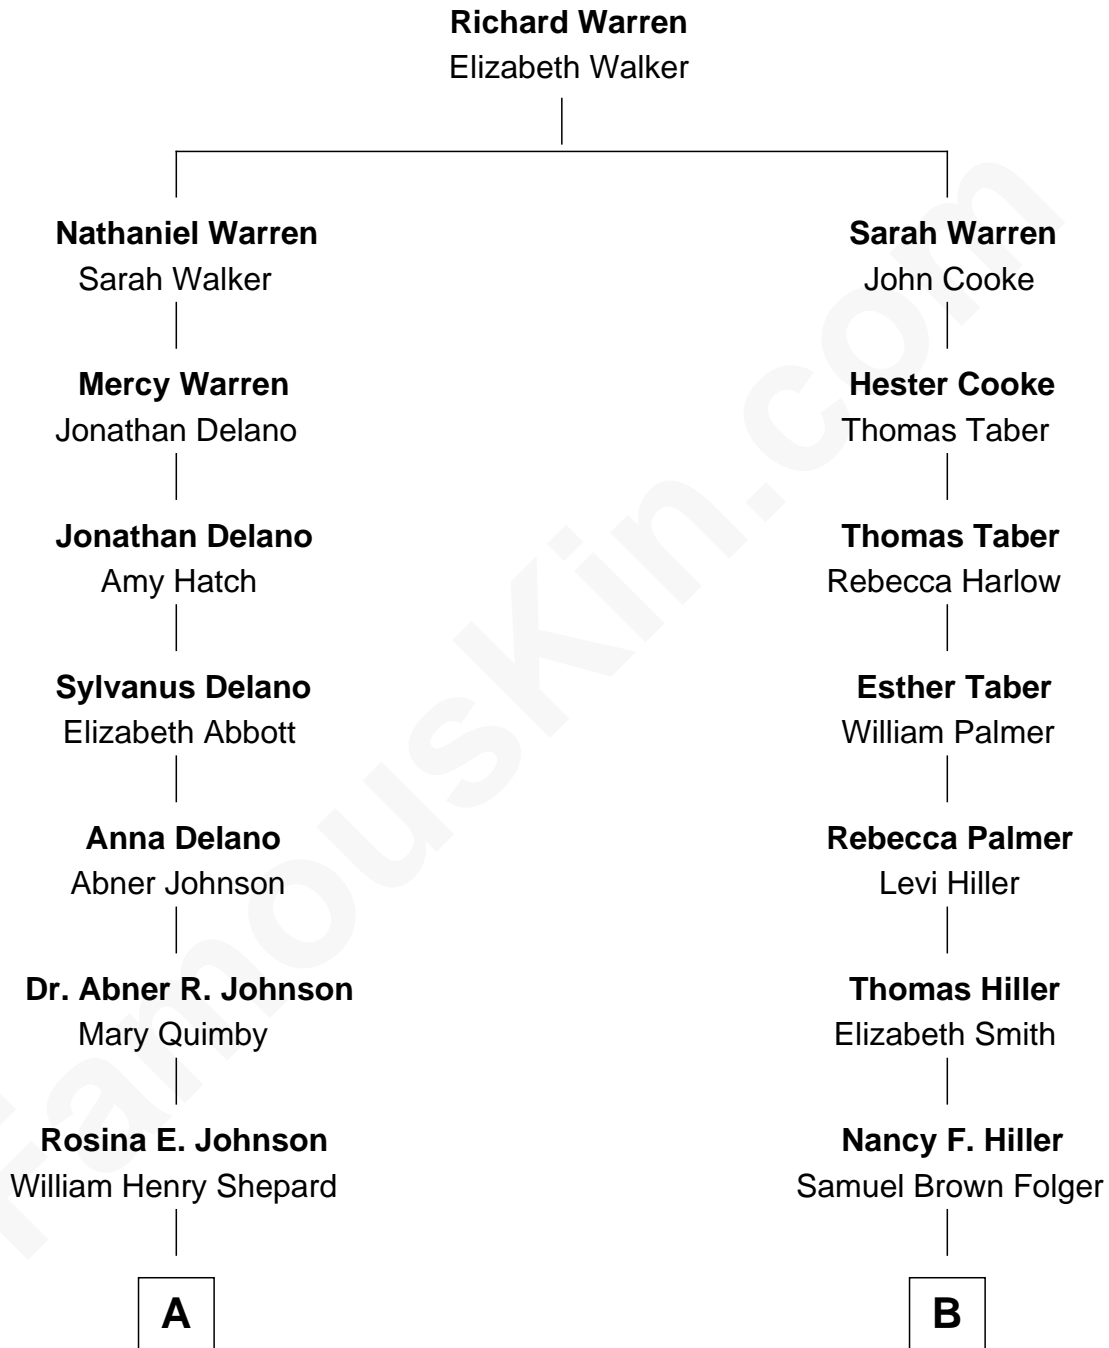 Richard Warren
Elizabeth Walker
Nathaniel Warren
Sarah Walker
Sarah Warren
John Cooke
Mercy Warren
Jonathan Delano
Hester Cooke
Thomas Taber
Jonathan Delano
Amy Hatch
Thomas Taber
Rebecca Harlow
Sylvanus Delano
Elizabeth Abbott
Esther Taber
William Palmer
Anna Delano
Abner Johnson
Rebecca Palmer
Levi Hiller
Dr. Abner R. Johnson
Mary Quimby
Thomas Hiller
Elizabeth Smith
Rosina E. Johnson
William Henry Shepard
Nancy F. Hiller
Samuel Brown Folger
A
B
FamousKin.com